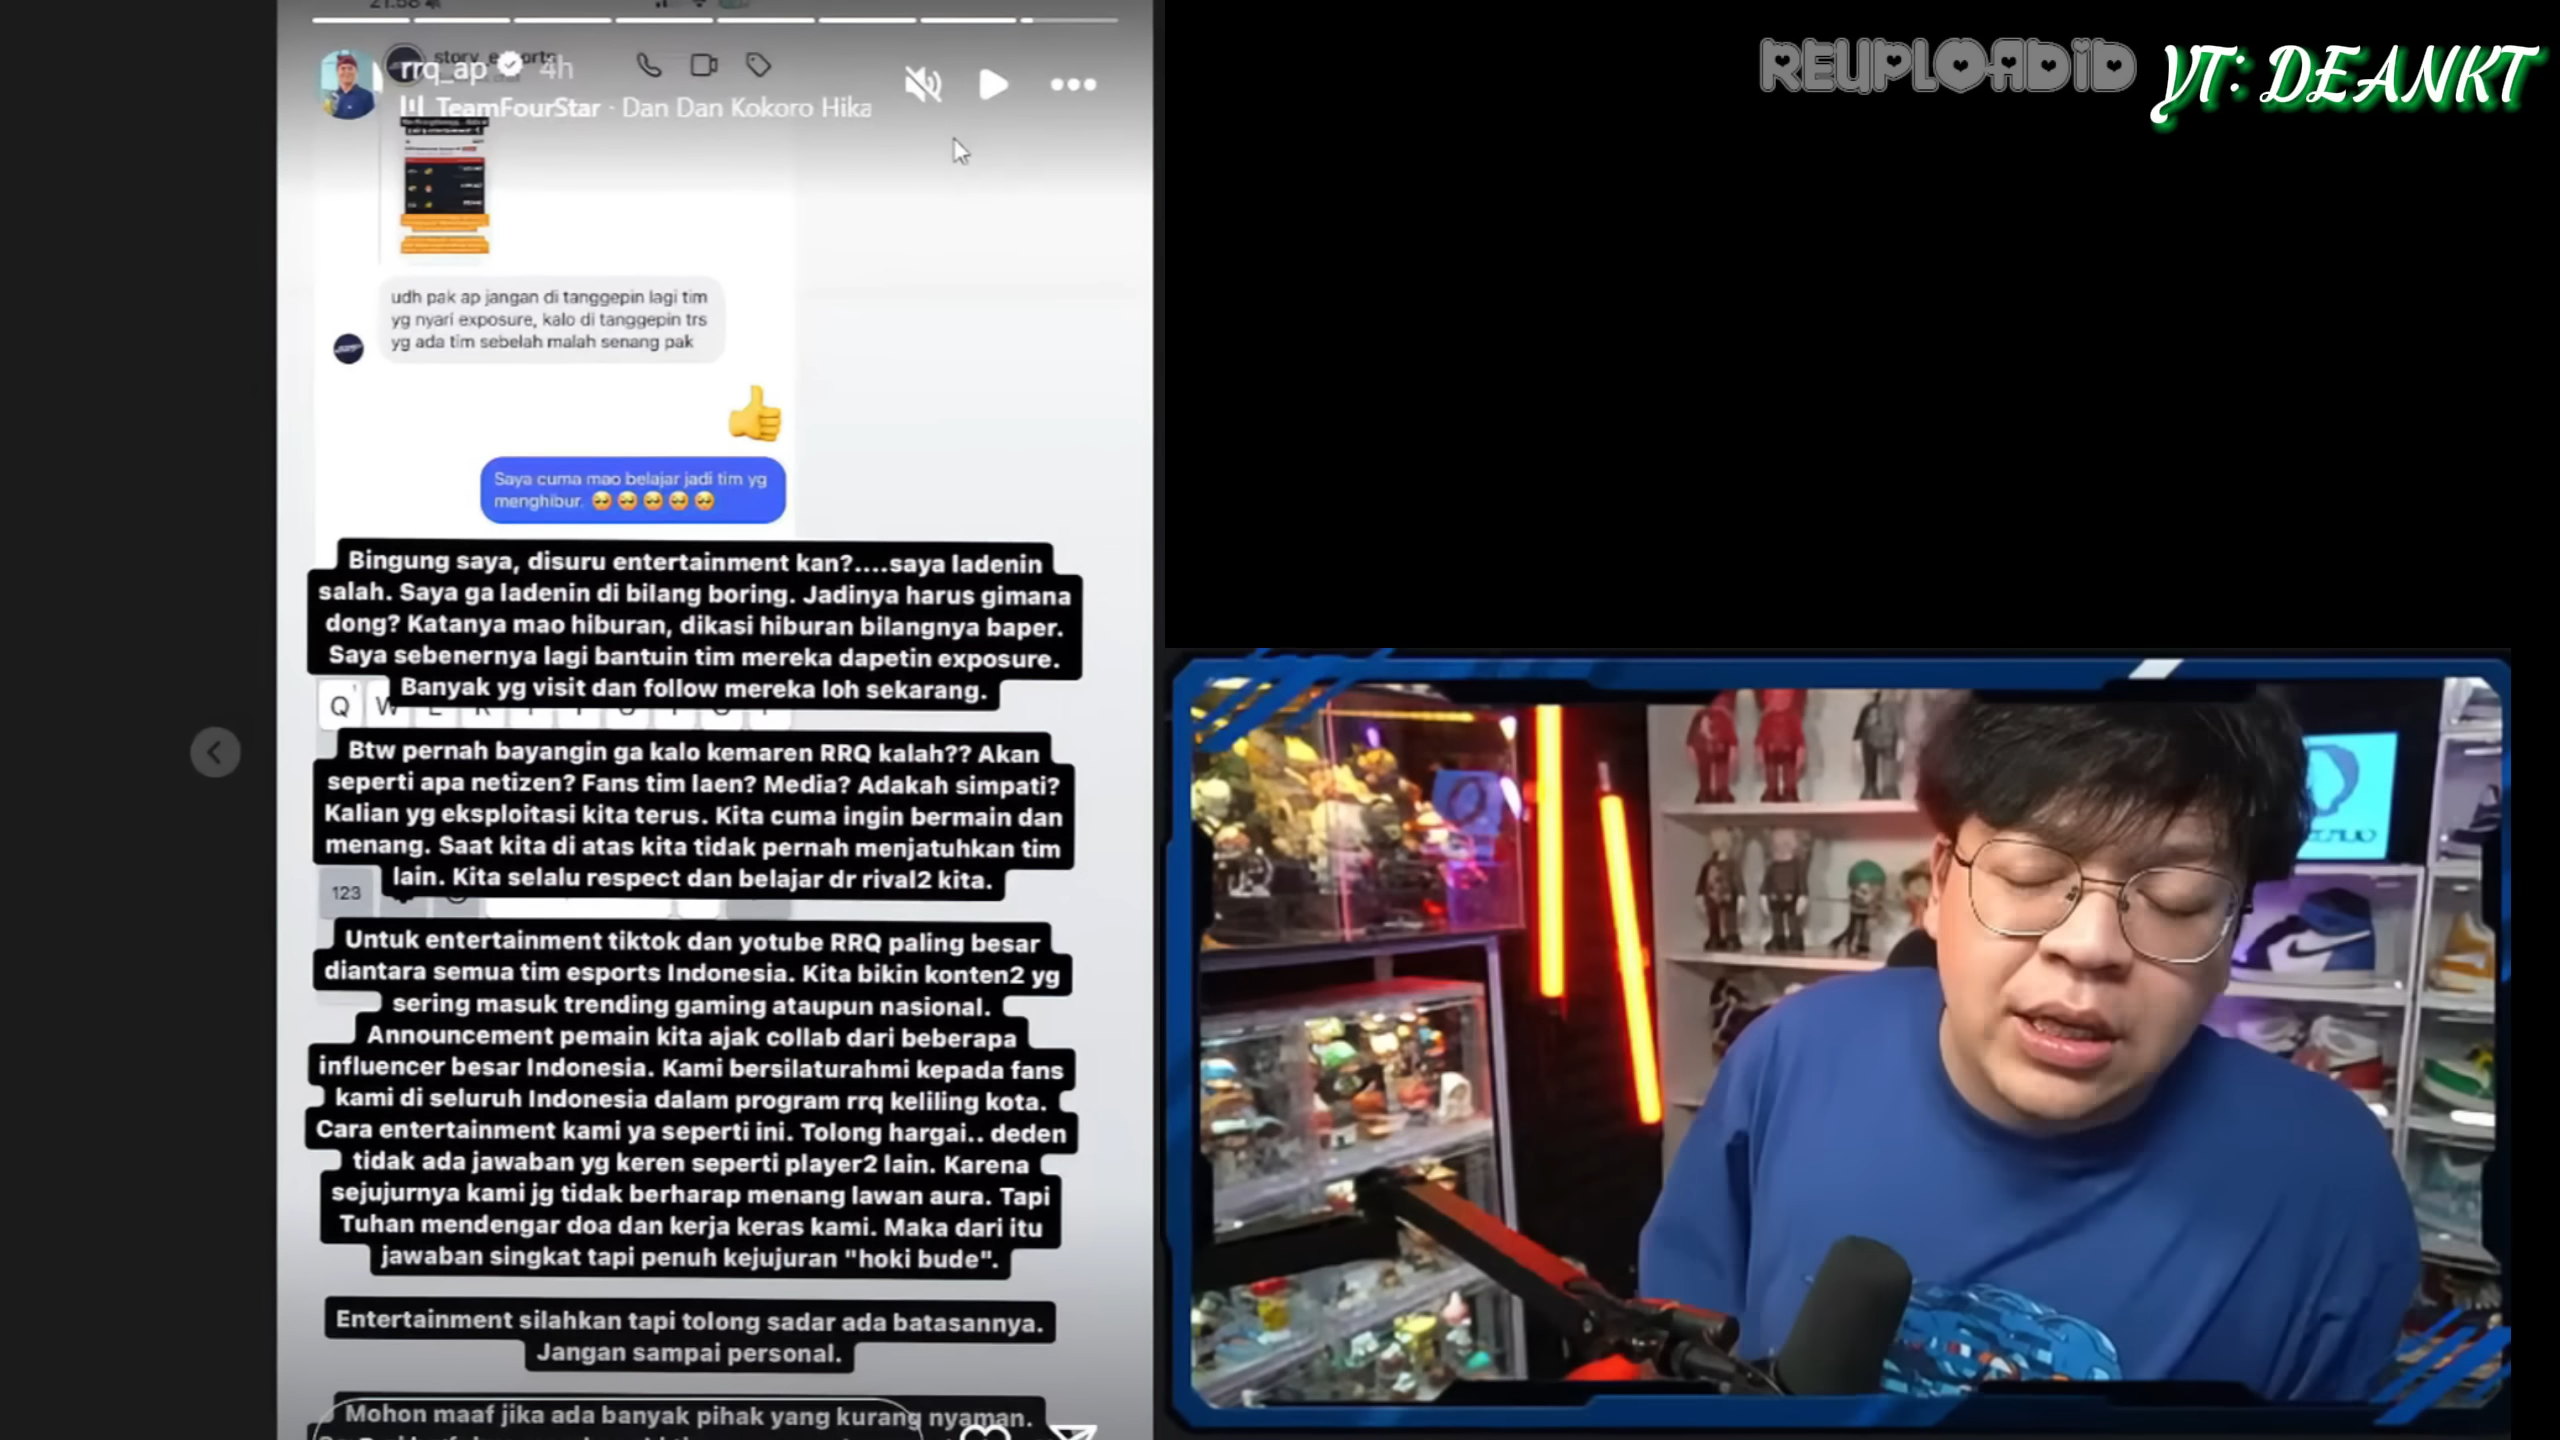 21:58
story_esports
rrq_ap 4h
TeamFourStar · Dan Dan Kokoro Hika
REUPLOADID
YT: DEANKT
udh pak ap jangan di tanggepin lagi tim
yg nyari exposure, kalo di tanggepin trs
yg ada tim sebelah malah senang pak
Saya cuma mao belajar jadi tim yg
menghibur. 🥺🥺🥺🥺🥺
Bingung saya, disuru entertainment kan?....saya ladenin
salah. Saya ga ladenin di bilang boring. Jadinya harus gimana
dong? Katanya mao hiburan, dikasi hiburan bilangnya baper.
Saya sebenernya lagi bantuin tim mereka dapetin exposure.
Banyak yg visit dan follow mereka loh sekarang.
Q W
Btw pernah bayangin ga kalo kemaren RRQ kalah?? Akan
seperti apa netizen? Fans tim laen? Media? Adakah simpati?
Kalian yg eksploitasi kita terus. Kita cuma ingin bermain dan
menang. Saat kita di atas kita tidak pernah menjatuhkan tim
lain. Kita selalu respect dan belajar dr rival2 kita.
123
Untuk entertainment tiktok dan yotube RRQ paling besar
diantara semua tim esports Indonesia. Kita bikin konten2 yg
sering masuk trending gaming ataupun nasional.
Announcement pemain kita ajak collab dari beberapa
influencer besar Indonesia. Kami bersilaturahmi kepada fans
kami di seluruh Indonesia dalam program rrq keliling kota.
Cara entertainment kami ya seperti ini. Tolong hargai.. deden
tidak ada jawaban yg keren seperti player2 lain. Karena
sejujurnya kami jg tidak berharap menang lawan aura. Tapi
Tuhan mendengar doa dan kerja keras kami. Maka dari itu
jawaban singkat tapi penuh kejujuran "hoki bude".
Entertainment silahkan tapi tolong sadar ada batasannya.
Jangan sampai personal.
Mohon maaf jika ada banyak pihak yang kurang nyaman.